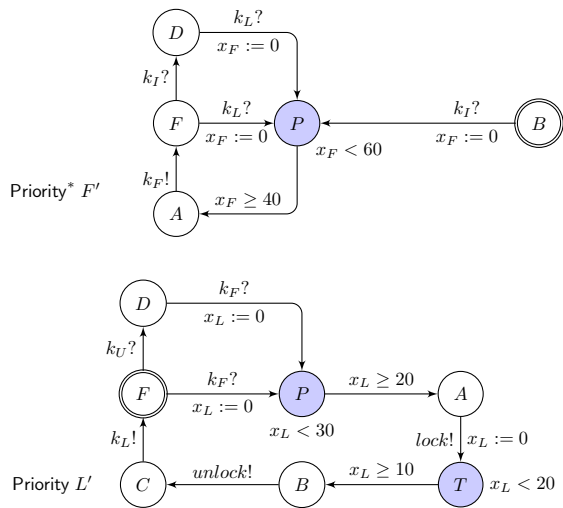 D
k_L?
x_F := 0
k_I?
F
k_L?
x_F := 0
P
x_F < 60
k_I?
x_F := 0
B
k_F!
Priority* F′
A
x_F ≥ 40
D
k_F?
x_L := 0
k_U?
F
k_F?
x_L := 0
P
x_L < 30
x_L ≥ 20
A
k_L!
lock!
x_L := 0
Priority L′
C
unlock!
B
x_L ≥ 10
T
x_L < 20